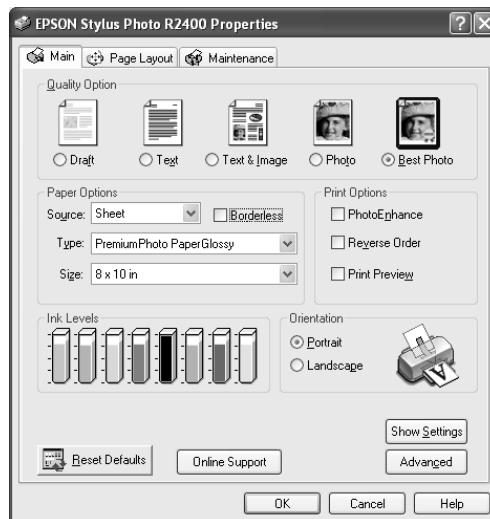 EPSON Stylus Photo R2400 Properties
Main Page Layout Maintenance
Quality Option
Draft Text Text & Image Photo Best Photo
Paper Options
Source: Sheet Borderless
Type: PremiumPhoto PaperGlossy
Size: 8 x 10 in
Print Options
PhotoEnhance
Reverse Order
Print Preview
Ink Levels
Orientation
Portrait
Landscape
A
Show Settings
Reset Defaults Online Support Advanced
OK Cancel Help